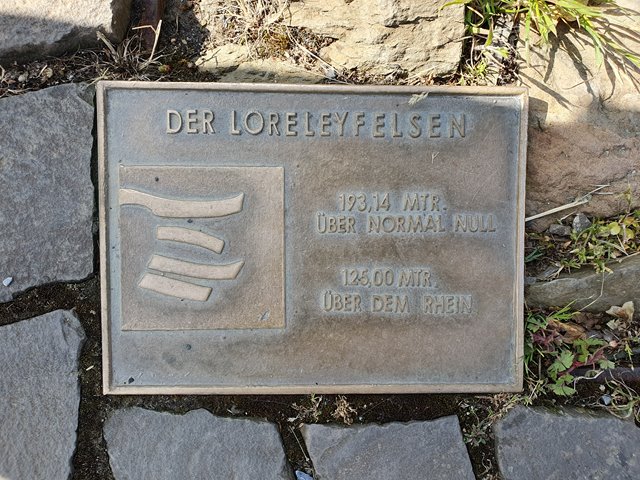 DER LORELEYFELSEN
193,14 MTR.
ÜBER NORMAL NULL
125,00 MTR.
ÜBER DEM RHEIN